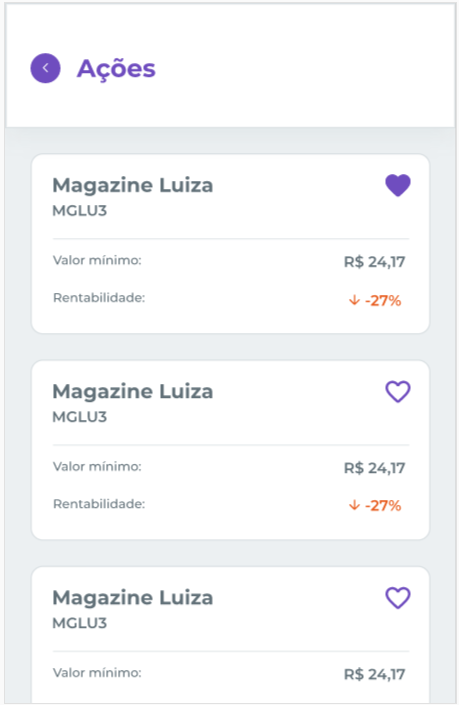 Ações
Magazine Luiza
MGLU3
Valor mínimo: R$ 24,17
Rentabilidade: ↓ -27%
Magazine Luiza
MGLU3
Valor mínimo: R$ 24,17
Rentabilidade: ↓ -27%
Magazine Luiza
MGLU3
Valor mínimo: R$ 24,17